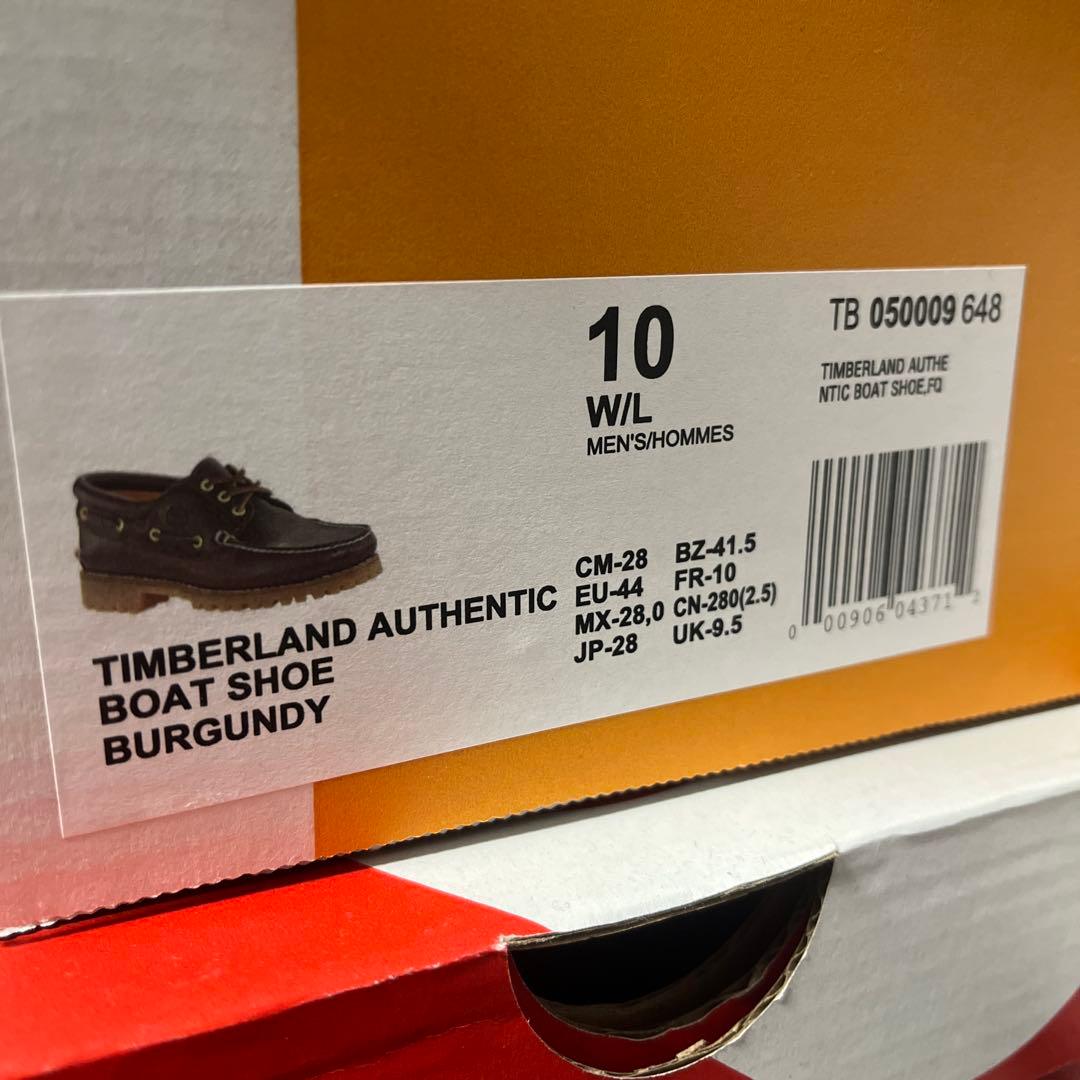 10
W/L
MEN'S/HOMMES
TB 050009 648
TIMBERLAND AUTHE
NTIC BOAT SHOE,FQ
TIMBERLAND AUTHENTIC
BOAT SHOE
BURGUNDY
CM-28 BZ-41.5
EU-44 FR-10
MX-28,0 CN-280(2.5)
JP-28 UK-9.5
0 00906 04371 2